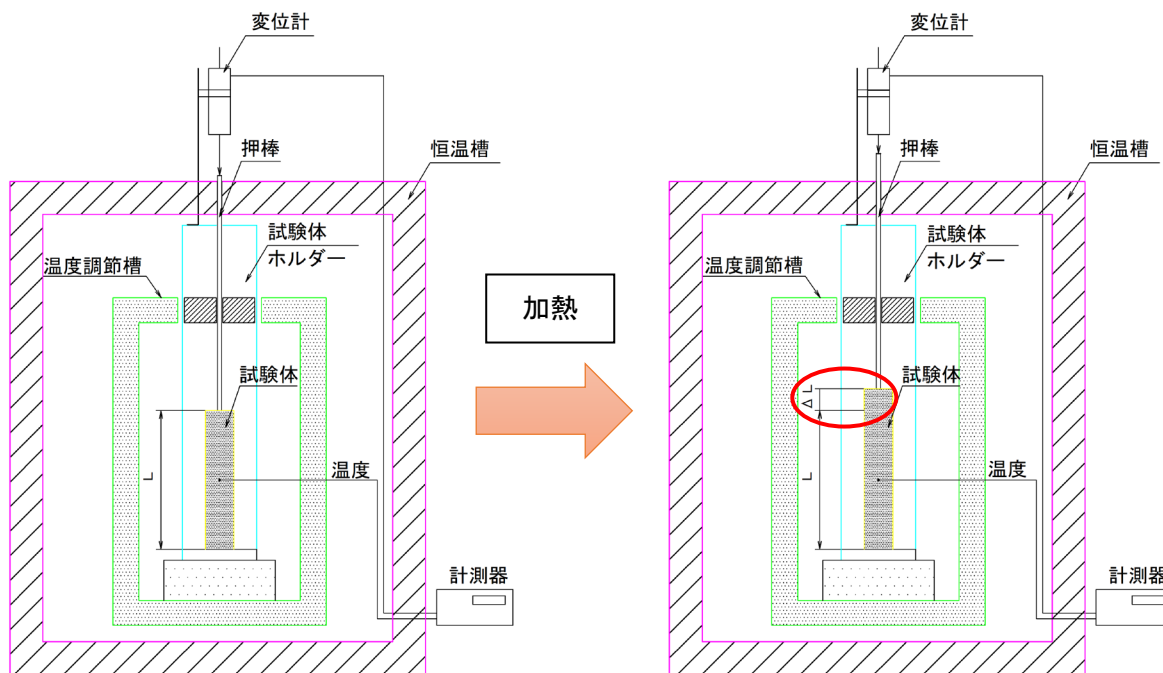 変位計
押棒
恒温槽
試験体
ホルダー
温度調節槽
試験体
L
温度
計測器
加熱
変位計
押棒
恒温槽
試験体
ホルダー
温度調節槽
試験体
ΔL
L
温度
計測器